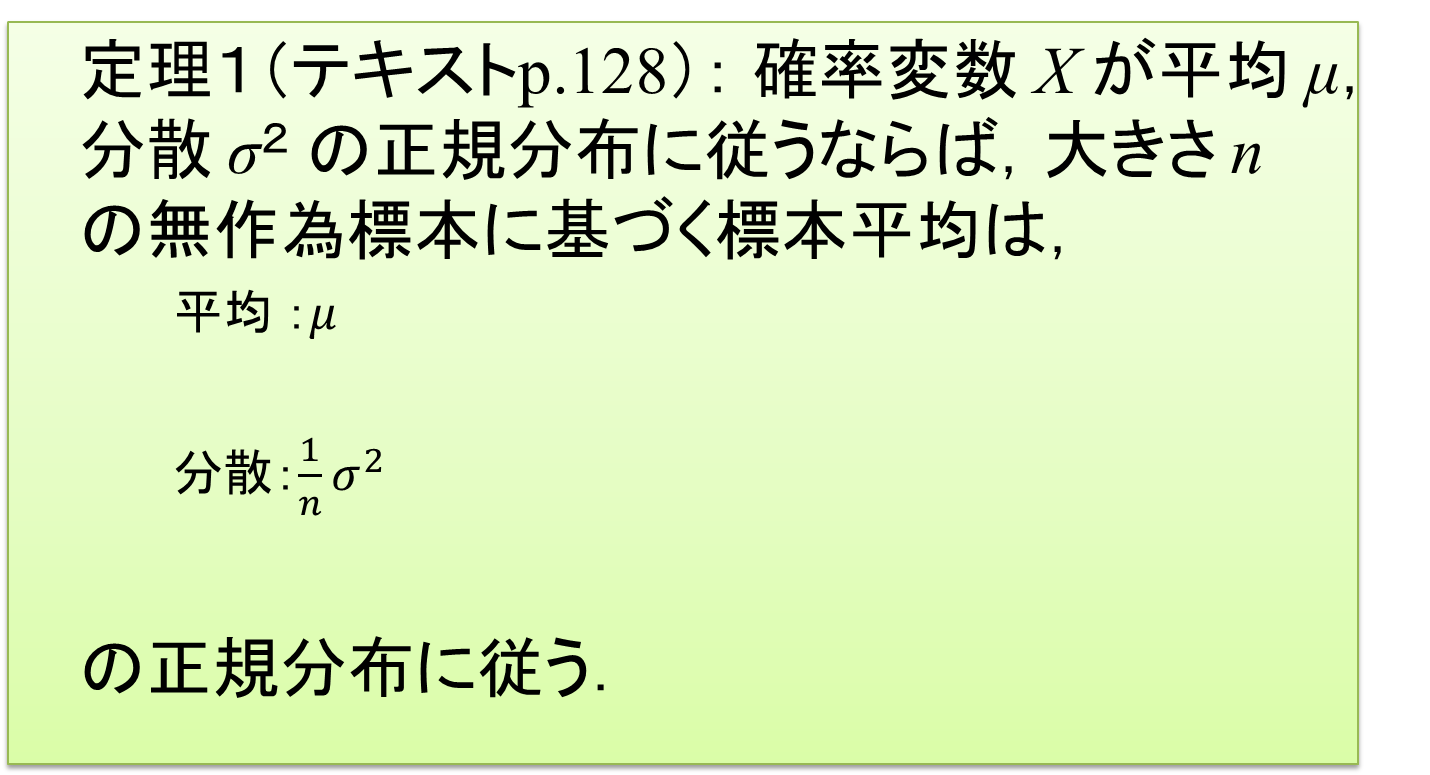 定理1(テキストp.128): 確率変数 X が平均 μ,
分散 σ² の正規分布に従うならば, 大きさ n
の無作為標本に基づく標本平均は,
平均 :μ
分散:1/n σ²
の正規分布に従う.